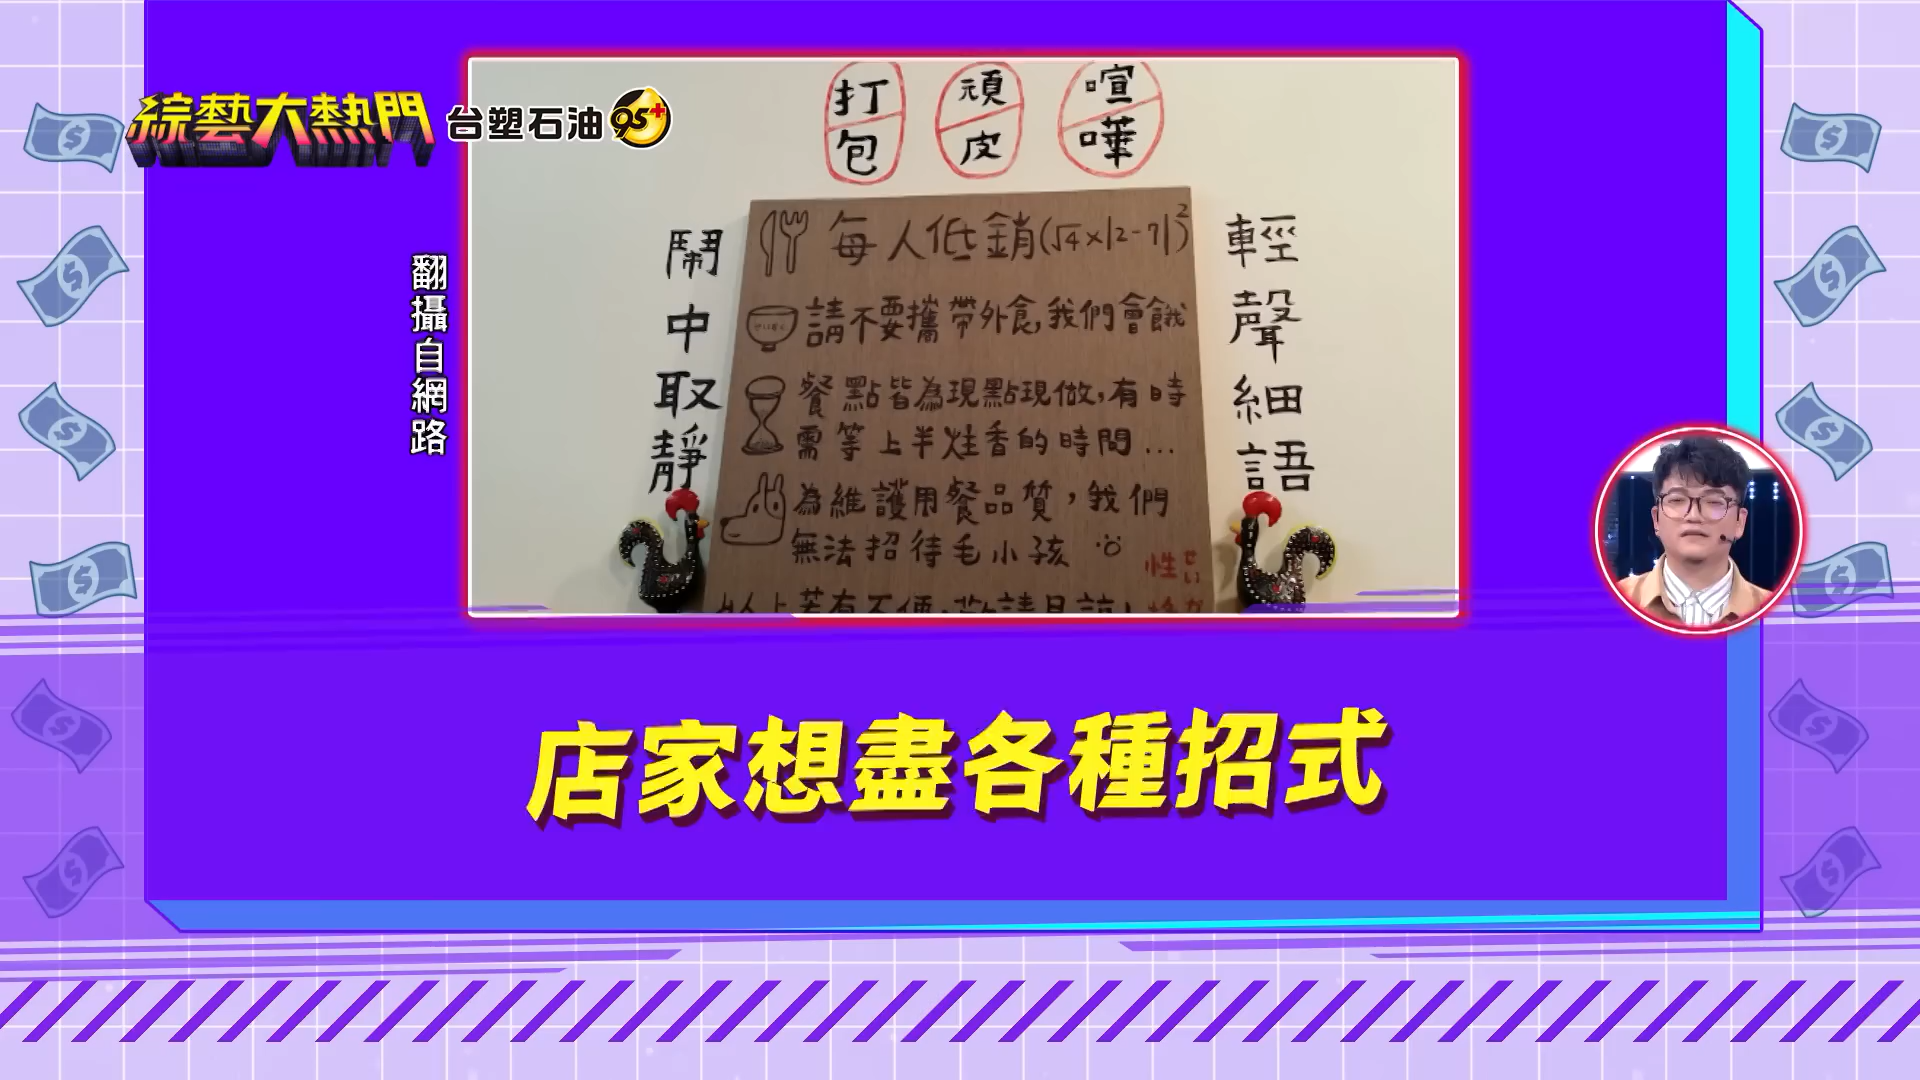 綜藝大熱門
台塑石油 95+
翻攝自網路
打包
頑皮
喧嘩
鬧中取靜
每人低銷(√4×|2-7|)²
請不要攜帶外食,我們會餓
餐點皆為現點現做,有時
需等上半炷香的時間...
為維護用餐品質,我們
無法招待毛小孩
性
輕聲細語
店家想盡各種招式